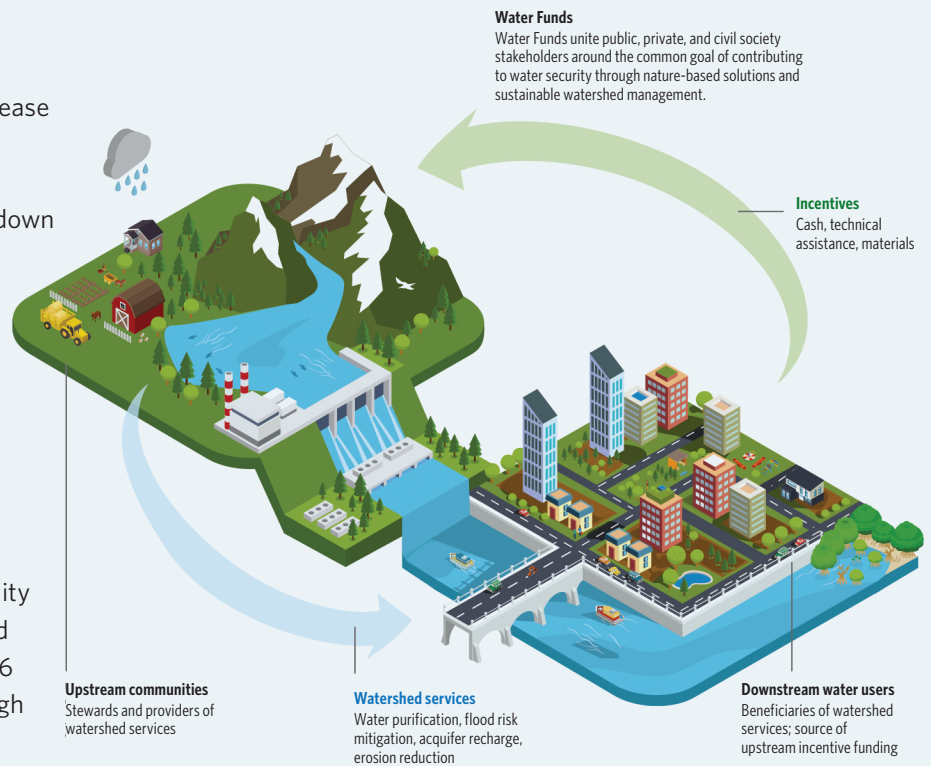 Water Funds
Water Funds unite public, private, and civil society
stakeholders around the common goal of contributing
to water security through nature-based solutions and
sustainable watershed management.
ease
down
Incentives
Cash, technical
assistance, materials
ity
d
6
gh
Upstream communities
Stewards and providers of
watershed services
Watershed services
Water purification, flood risk
mitigation, acquifer recharge,
erosion reduction
Downstream water users
Beneficiaries of watershed
services; source of
upstream incentive funding